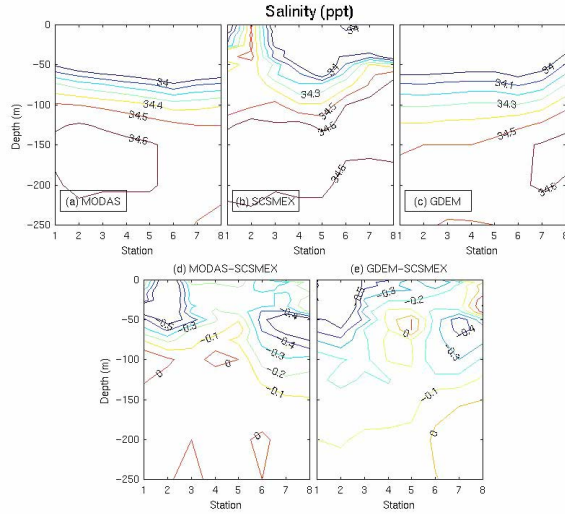 Salinity (ppt)
0
-50
-100
-150
-200
-250
Depth (m)
34
34.4
34.5
34.6
(a) MODAS
1 2 3 4 5 6 7 8
Station
34
34.3
34.5
34.6
34.6
(b) SCSMEX
1 2 3 4 5 6 7 8
Station
34
34.1
34.3
34.5
34.6
(c) GDEM
1 2 3 4 5 6 7 8
Station
(d) MODAS-SCSMEX
0
-50
-100
-150
-200
-250
Depth (m)
-0.5
-0.3
-0.1
-0.4
-0.4
-0.3
-0.2
-0.1
0
0
0
0
1 2 3 4 5 6 7 8
Station
(e) GDEM-SCSMEX
-0.5
-0.3
-0.2
0
-0.4
-0.1
0
1 2 3 4 5 6 7 8
Station